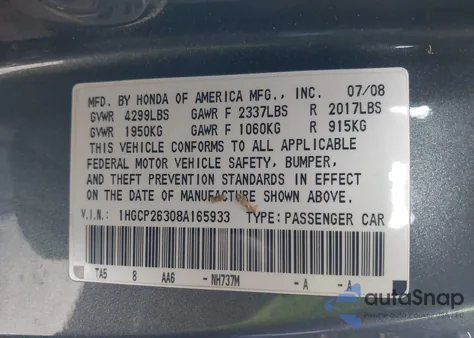 MFD. BY HONDA OF AMERICA MFG., INC. 07/08
GVWR 4299LBS GAWR F 2337LBS R 2017LBS
GVWR 1950KG GAWR F 1060KG R 915KG
THIS VEHICLE CONFORMS TO ALL APPLICABLE
FEDERAL MOTOR VEHICLE SAFETY, BUMPER,
AND THEFT PREVENTION STANDARDS IN EFFECT
ON THE DATE OF MANUFACTURE SHOWN ABOVE.
V.I.N.: 1HGCP26308A165933 TYPE: PASSENGER CAR
TA5 8 AAG - NH737M - A - A
autoSnap